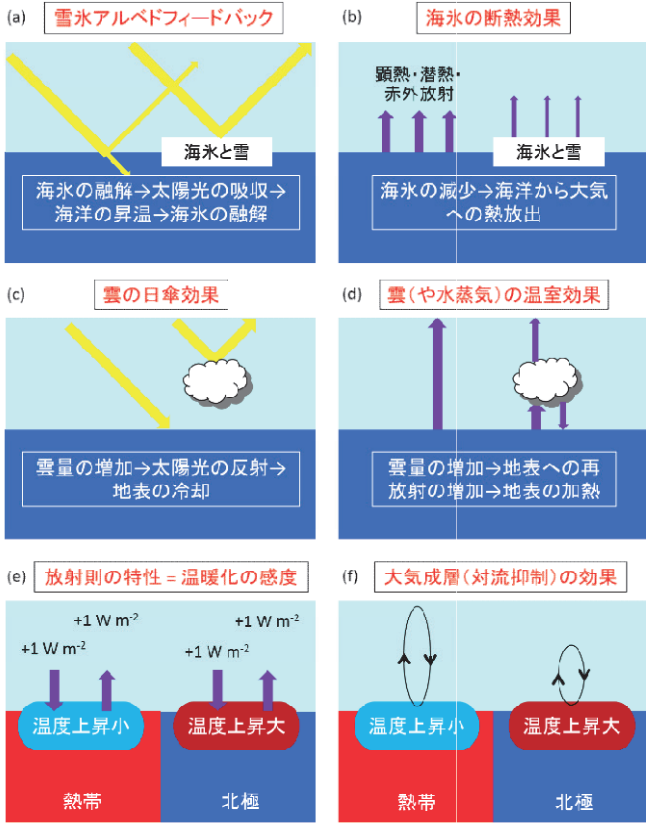 (a) 雪氷アルベドフィードバック
海氷と雪
海氷の融解→太陽光の吸収→
海洋の昇温→海氷の融解
(b) 海氷の断熱効果
顕熱・潜熱・
赤外放射
海氷と雪
海氷の減少→海洋から大気
への熱放出
(c) 雲の日傘効果
雲量の増加→太陽光の反射→
地表の冷却
(d) 雲(や水蒸気)の温室効果
雲量の増加→地表への再
放射の増加→地表の加熱
(e) 放射則の特性 = 温暖化の感度
+1 W m⁻²
+1 W m⁻²
+1 W m⁻²
+1 W m⁻²
温度上昇小
温度上昇大
熱帯
北極
(f) 大気成層(対流抑制)の効果
温度上昇小
温度上昇大
熱帯
北極